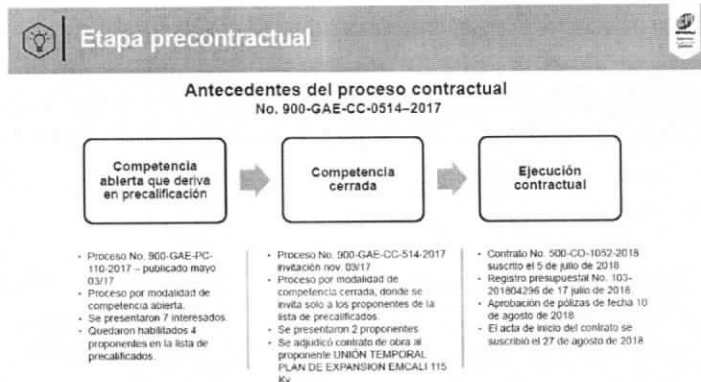 Etapa precontractual
Antecedentes del proceso contractual
No. 900-GAE-CC-0514–2017
Competencia
abierta que deriva
en precalificación
Competencia
cerrada
Ejecución
contractual
• Proceso No. 900-GAE-PC-
110-2017 – publicado mayo
03/17
• Proceso por modalidad de
competencia abierta.
• Se presentaron 7 interesados.
• Quedaron habilitados 4
proponentes en la lista de
precalificados.
• Proceso No. 900-GAE-CC-514-2017
invitación nov. 03/17
• Proceso por modalidad de
competencia cerrada, donde se
invita solo a los proponentes de la
lista de precalificados.
• Se presentaron 2 proponentes
• Se adjudicó contrato de obra al
proponente UNIÓN TEMPORAL
PLAN DE EXPANSION EMCALI 115
Kv
• Contrato No. 500-CO-1052-2018
suscrito el 5 de julio de 2018
• Registro presupuestal No. 103-
201804296 de 17 julio de 2018.
• Aprobación de pólizas de fecha 10
de agosto de 2018.
• El acta de inicio del contrato se
suscribió el 27 de agosto de 2018